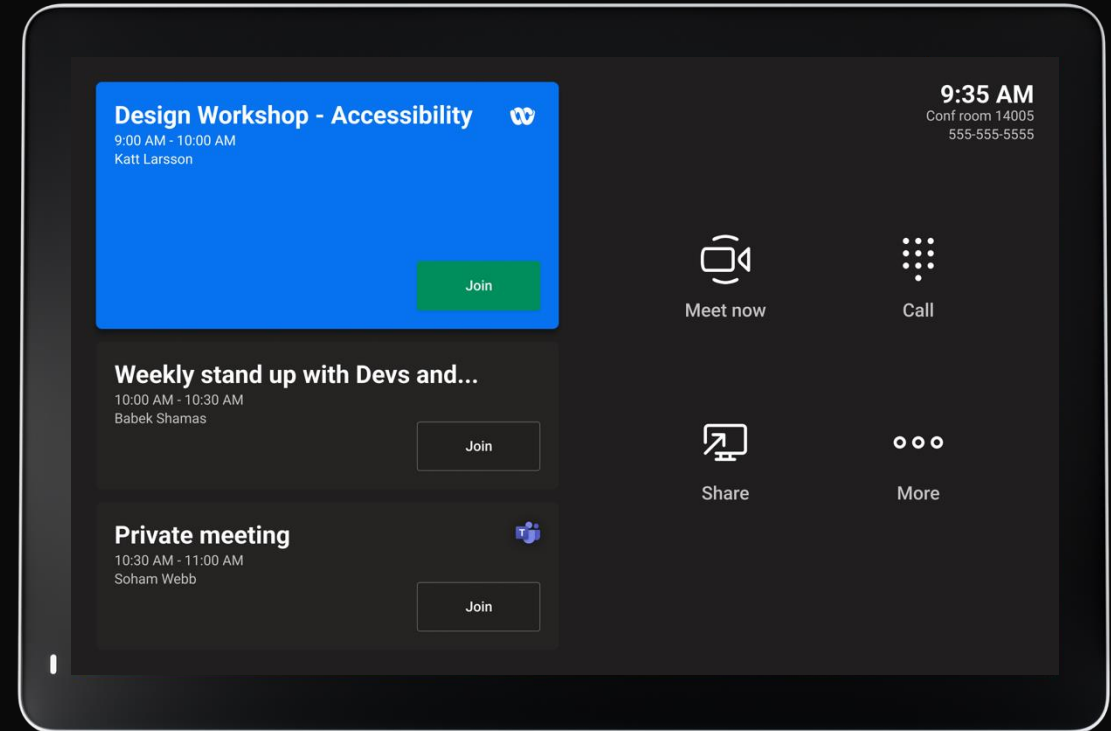 Design Workshop - Accessibility
9:00 AM - 10:00 AM
Katt Larsson
Join
Weekly stand up with Devs and...
10:00 AM - 10:30 AM
Babek Shamas
Join
Private meeting
T
10:30 AM - 11:00 AM
Soham Webb
Join
9:35 AM
Conf room 14005
555-555-5555
Meet now
Call
Share
More